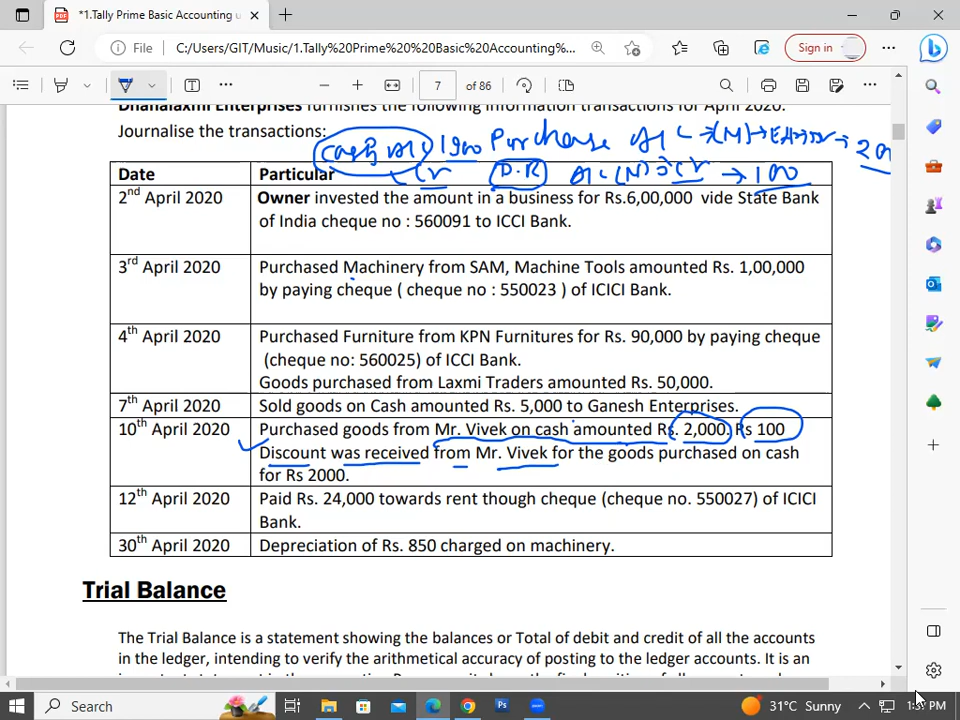 *1.Tally Prime Basic Accounting u
File
C:/Users/GIT/Music/1.Tally%20Prime%20%20Basic%20Accounting%...
Sign in
7 of 86
Dhanalaxmi Enterprises furnishes the following information transactions for April 2020.
Journalise the transactions:
cash A/c 1900 Purchase A/c
Cr D.R Cr → 100
Date Particular
2nd April 2020 Owner invested the amount in a business for Rs.6,00,000 vide State Bank
of India cheque no : 560091 to ICCI Bank.
3rd April 2020 Purchased Machinery from SAM, Machine Tools amounted Rs. 1,00,000
by paying cheque ( cheque no : 550023 ) of ICICI Bank.
4th April 2020 Purchased Furniture from KPN Furnitures for Rs. 90,000 by paying cheque
(cheque no: 560025) of ICCI Bank.
Goods purchased from Laxmi Traders amounted Rs. 50,000.
7th April 2020 Sold goods on Cash amounted Rs. 5,000 to Ganesh Enterprises.
10th April 2020 Purchased goods from Mr. Vivek on cash amounted Rs. 2,000. Rs 100
Discount was received from Mr. Vivek for the goods purchased on cash
for Rs 2000.
12th April 2020 Paid Rs. 24,000 towards rent though cheque (cheque no. 550027) of ICICI
Bank.
30th April 2020 Depreciation of Rs. 850 charged on machinery.
Trial Balance
The Trial Balance is a statement showing the balances or Total of debit and credit of all the accounts
in the ledger, intending to verify the arithmetical accuracy of posting to the ledger accounts. It is an
Search
31°C Sunny